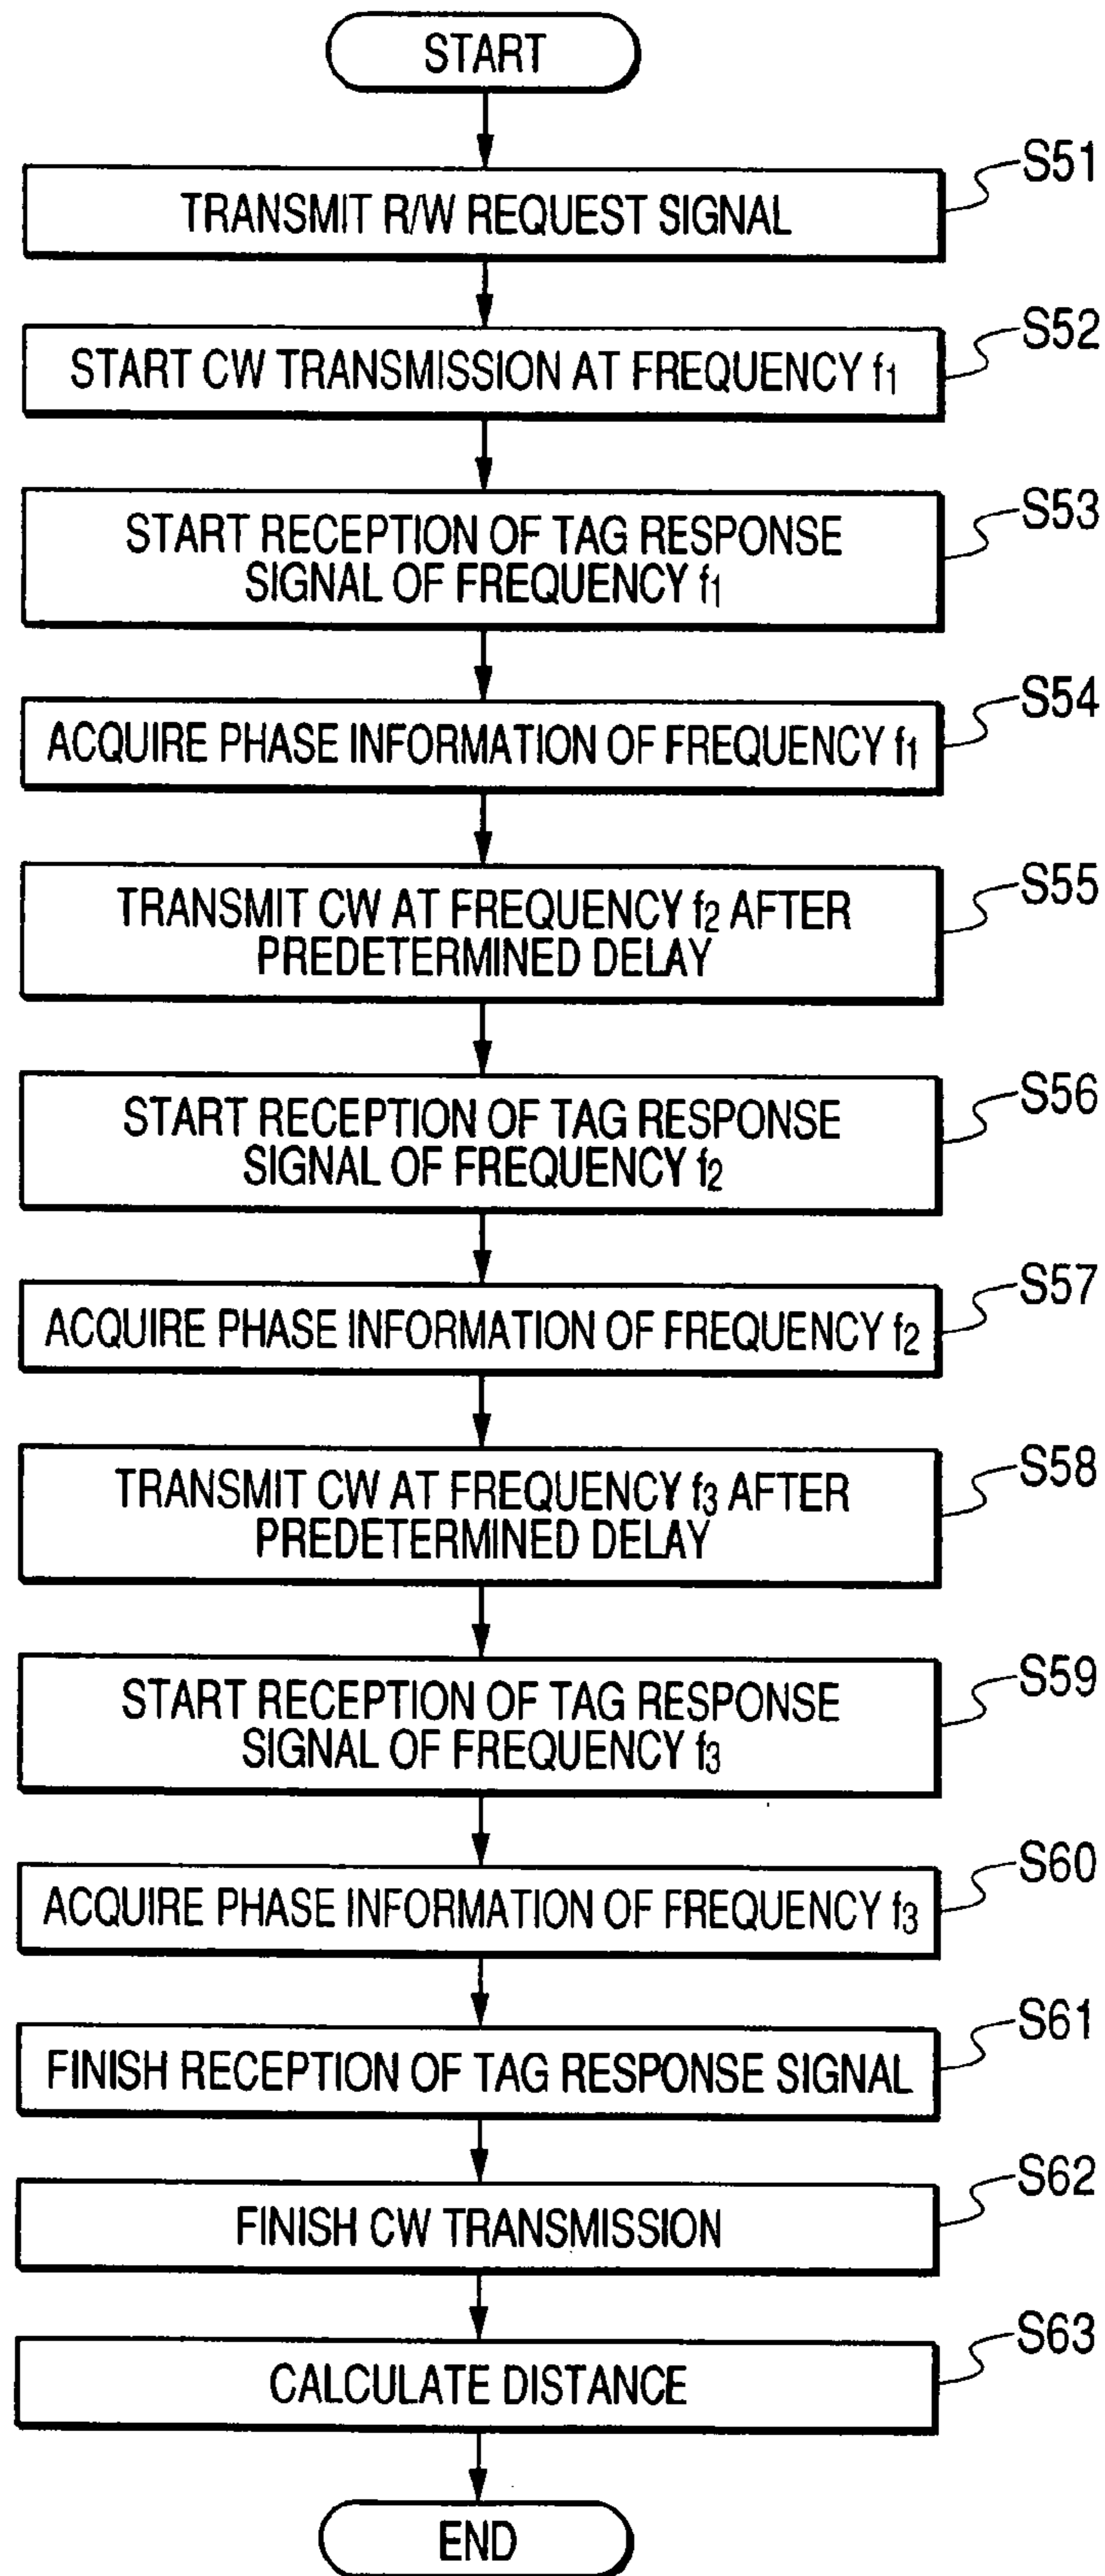 START
S51
TRANSMIT R/W REQUEST SIGNAL
S52
START CW TRANSMISSION AT FREQUENCY f1
S53
START RECEPTION OF TAG RESPONSE
SIGNAL OF FREQUENCY f1
S54
ACQUIRE PHASE INFORMATION OF FREQUENCY f1
S55
TRANSMIT CW AT FREQUENCY f2 AFTER
PREDETERMINED DELAY
S56
START RECEPTION OF TAG RESPONSE
SIGNAL OF FREQUENCY f2
S57
ACQUIRE PHASE INFORMATION OF FREQUENCY f2
S58
TRANSMIT CW AT FREQUENCY f3 AFTER
PREDETERMINED DELAY
S59
START RECEPTION OF TAG RESPONSE
SIGNAL OF FREQUENCY f3
S60
ACQUIRE PHASE INFORMATION OF FREQUENCY f3
S61
FINISH RECEPTION OF TAG RESPONSE SIGNAL
S62
FINISH CW TRANSMISSION
S63
CALCULATE DISTANCE
END